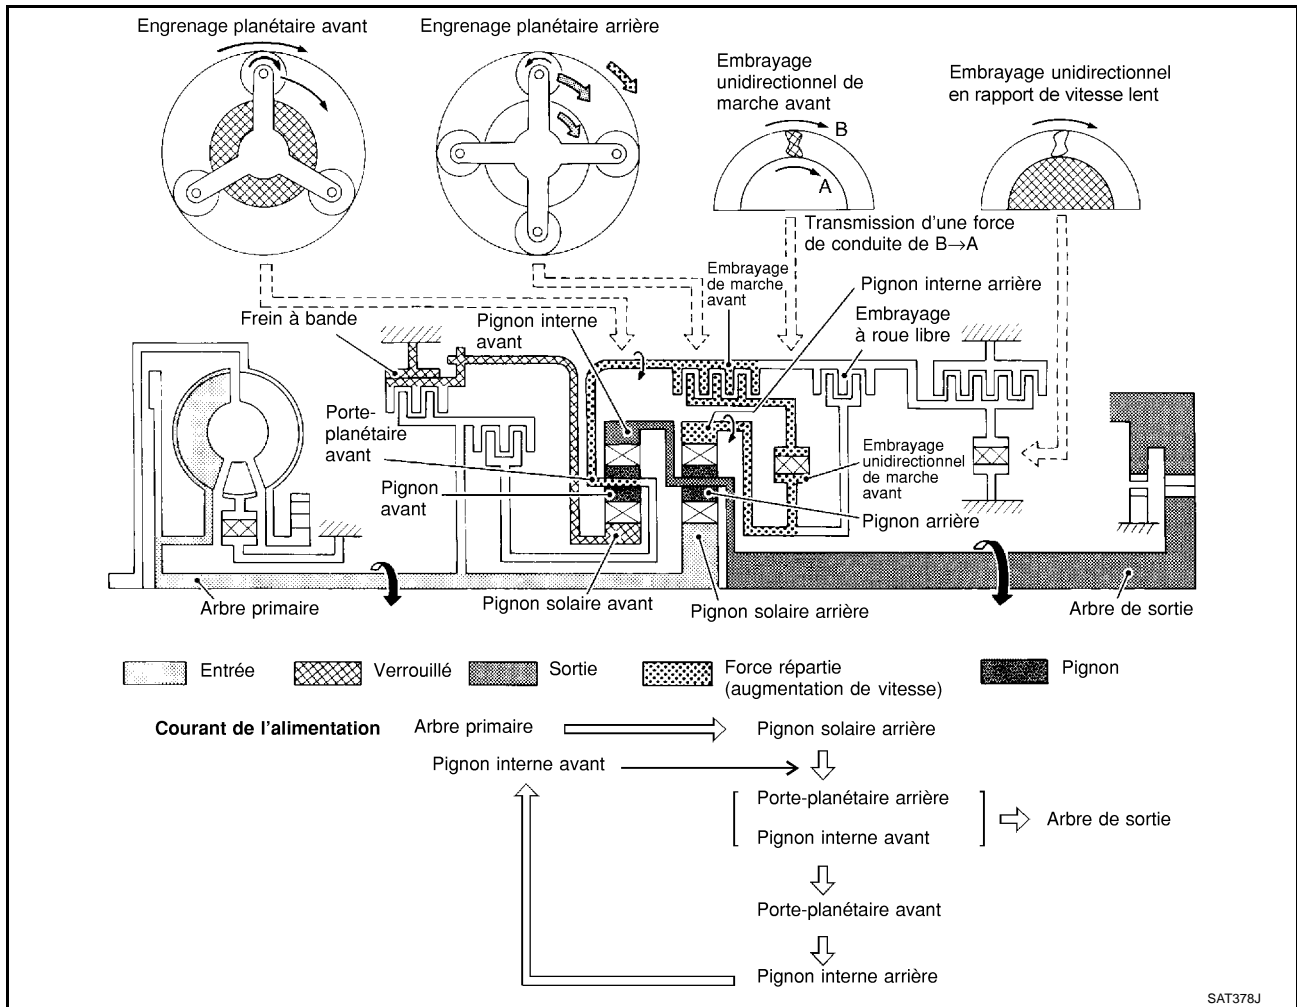 Engrenage planétaire avant
Engrenage planétaire arrière
Embrayage
unidirectionnel de
marche avant
Embrayage unidirectionnel
en rapport de vitesse lent
B
A
Transmission d'une force
de conduite de B→A
Embrayage
de marche
avant
Pignon interne arrière
Frein à bande
Pignon interne
avant
Embrayage
à roue libre
Porte-
planétaire
avant
Pignon
avant
Embrayage
unidirectionnel
de marche
avant
Pignon arrière
Arbre primaire
Pignon solaire avant
Pignon solaire arrière
Arbre de sortie
Entrée
Verrouillé
Sortie
Force répartie
(augmentation de vitesse)
Pignon
Courant de l'alimentation
Arbre primaire
Pignon solaire arrière
Pignon interne avant
Porte-planétaire arrière
Pignon interne avant
Arbre de sortie
Porte-planétaire avant
Pignon interne arrière
SAT378J